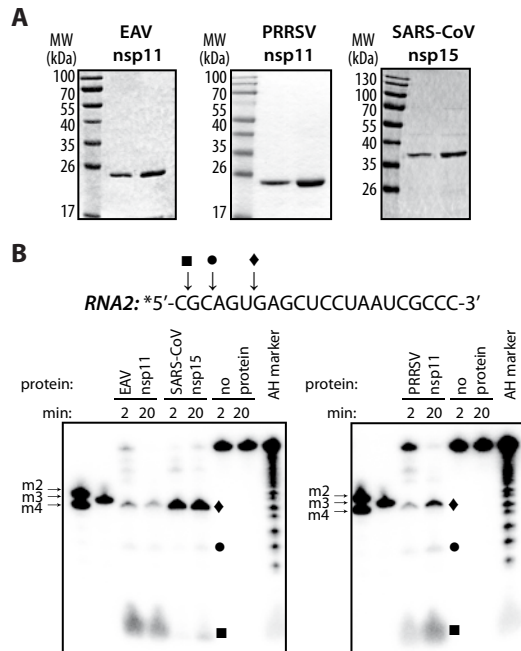 A
EAV
nsp11
PRRSV
nsp11
SARS-CoV
nsp15
MW
(kDa)
100
70
55
40
35
26
17
MW
(kDa)
100
70
55
40
35
26
17
MW
(kDa)
130
100
70
55
40
35
26
B
■ ● ♦
↓ ↓ ↓
RNA2: *5′-CGCAGUGAGCUCCUAAUCGCCC-3′
protein:
EAV
nsp11
SARS-CoV
nsp15
no
protein
AH marker
min: 2 20 2 20 2 20
m2
m3
m4
♦
●
■
protein:
PRRSV
nsp11
no
protein
AH marker
min: 2 20 2 20
m2
m3
m4
♦
●
■